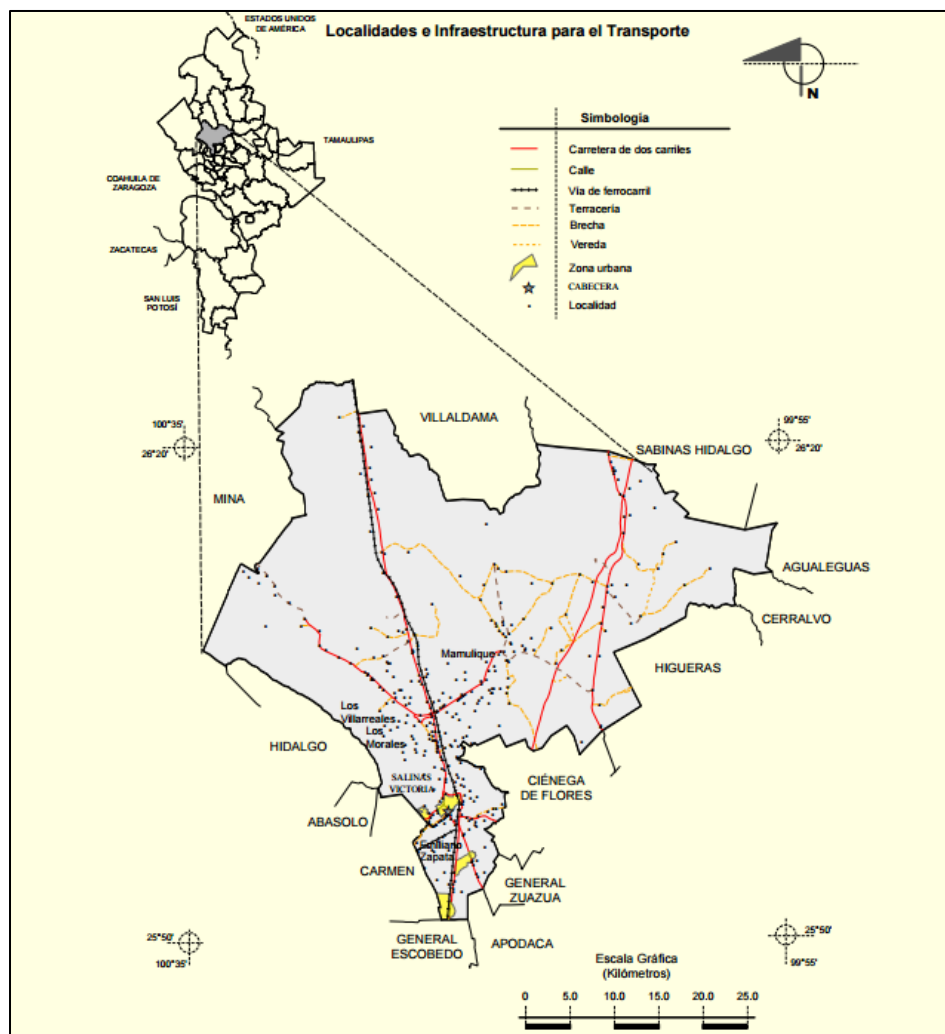 ESTADOS UNIDOS
DE AMÉRICA
Localidades e Infraestructura para el Transporte
N
TAMAULIPAS
COAHUILA DE
ZARAGOZA
ZACATECAS
SAN LUIS
POTOSÍ
Simbología
Carretera de dos carriles
Calle
Vía de ferrocarril
Terracería
Brecha
Vereda
Zona urbana
CABECERA
Localidad
100°35'
26°20'
VILLALDAMA
99°55'
26°20'
SABINAS HIDALGO
MINA
AGUALEGUAS
CERRALVO
HIGUERAS
Mamulique
Los
Villarreales
Los
Morales
HIDALGO
SALINAS
VICTORIA
CIÉNEGA
DE FLORES
ABASOLO
Emiliano
Zapata
CARMEN
GENERAL
ZUAZUA
GENERAL
ESCOBEDO
APODACA
25°50'
100°35'
25°50'
99°55'
Escala Gráfica
(Kilómetros)
0.0 5.0 10.0 15.0 20.0 25.0